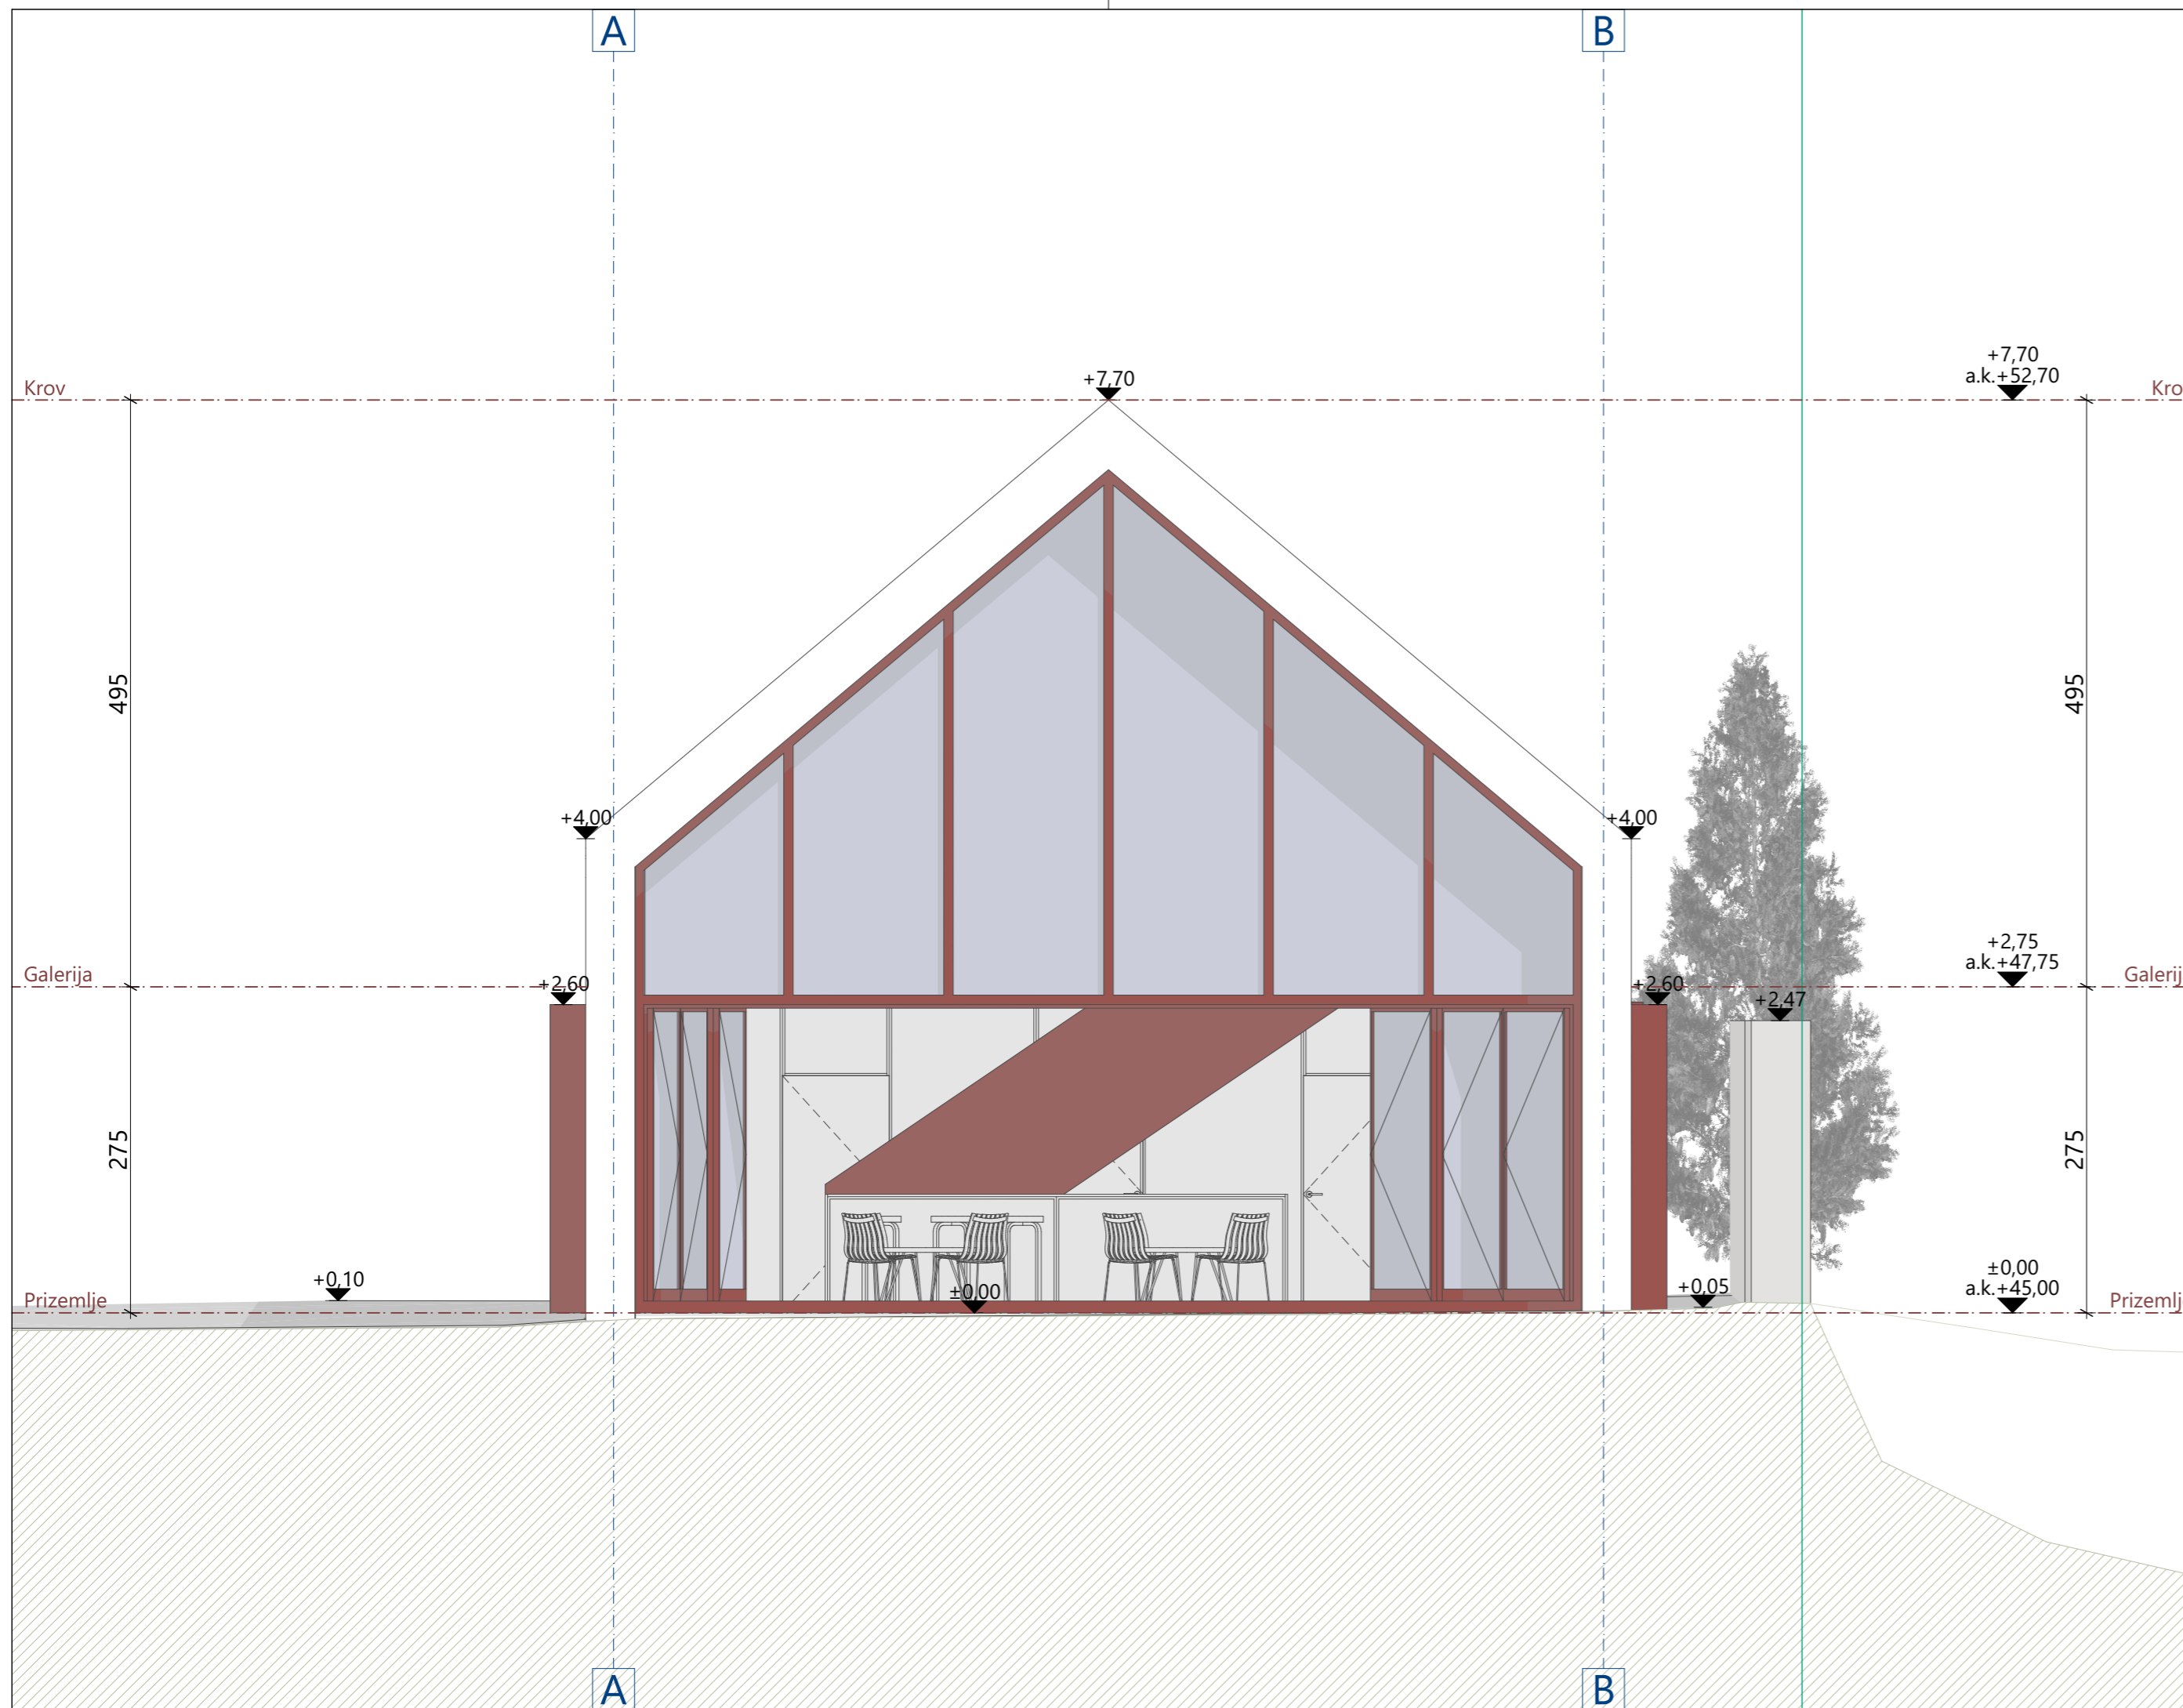 A
B
+7,70
a.k.+52,70
Krov
+7,70
Kro
495
495
+4,00
+4,00
+2,75
a.k.+47,75
Galerija
+2,60
+2,60
Galerij
+2,47
275
275
+0,10
±0,00
+0,05
±0,00
a.k.+45,00
Prizemlje
Prizemlj
A
B